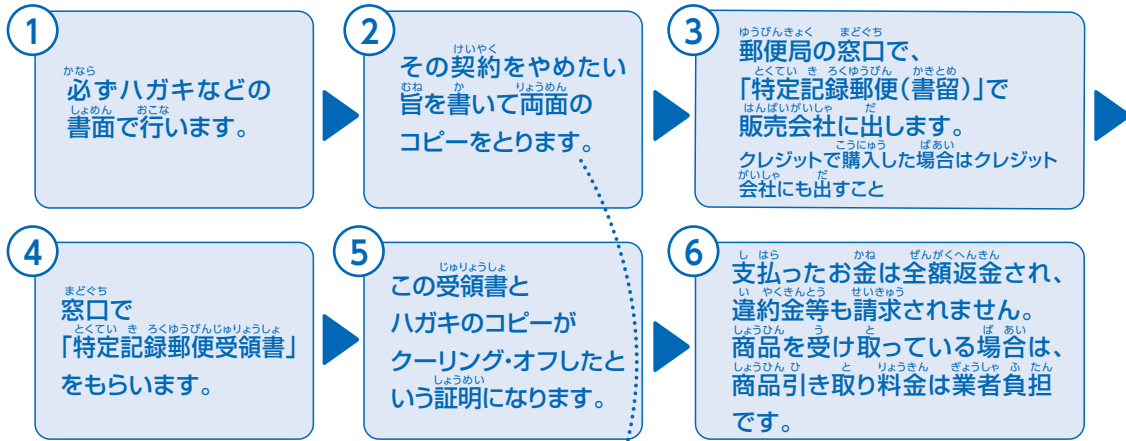 1
必ずハガキなどの
書面で行います。
2
その契約をやめたい
旨を書いて両面の
コピーをとります。
3
郵便局の窓口で、
「特定記録郵便（書留）」で
販売会社に出します。
クレジットで購入した場合はクレジット
会社にも出すこと
4
窓口で
「特定記録郵便受領書」
をもらいます。
5
この受領書と
ハガキのコピーが
クーリング・オフしたと
いう証明になります。
6
支払ったお金は全額返金され、
違約金等も請求されません。
商品を受け取っている場合は、
商品引き取り料金は業者負担
です。